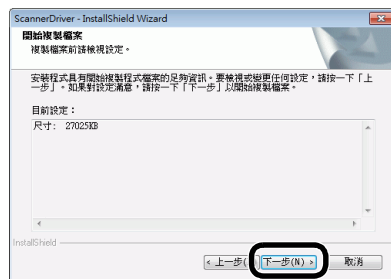 ScannerDriver - InstallShield Wizard
開始複製檔案
複製檔案前請檢視設定。
安裝程式具有開始複製程式檔案的足夠資訊。要檢視或變更任何設定，請按一下「上
一步」。如果對設定滿意，請按一下「下一步」以開始複製檔案。
目前設定：
尺寸: 27025KB
InstallShield
< 上一步(
下一步(N) >
取消